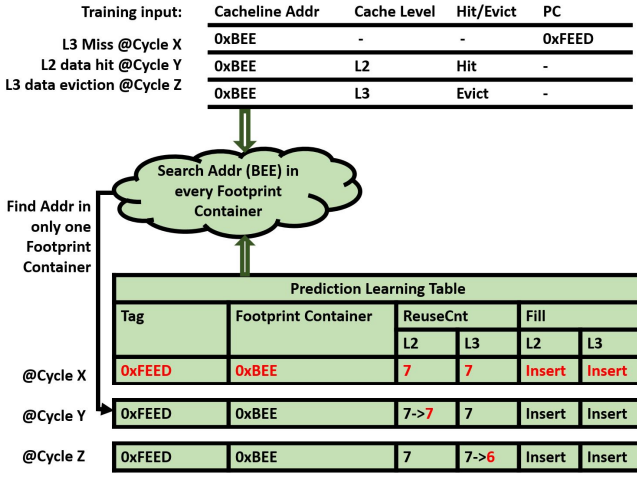 Training input: Cacheline Addr Cache Level Hit/Evict PC
L3 Miss @Cycle X 0xBEE - - 0xFEED
L2 data hit @Cycle Y 0xBEE L2 Hit -
L3 data eviction @Cycle Z 0xBEE L3 Evict -
Search Addr (BEE) in
every Footprint
Container
Find Addr in
only one
Footprint
Container
Prediction Learning Table
Tag Footprint Container ReuseCnt Fill
L2 L3 L2 L3
@Cycle X 0xFEED 0xBEE 7 7 Insert Insert
@Cycle Y 0xFEED 0xBEE 7->7 7 Insert Insert
@Cycle Z 0xFEED 0xBEE 7 7->6 Insert Insert